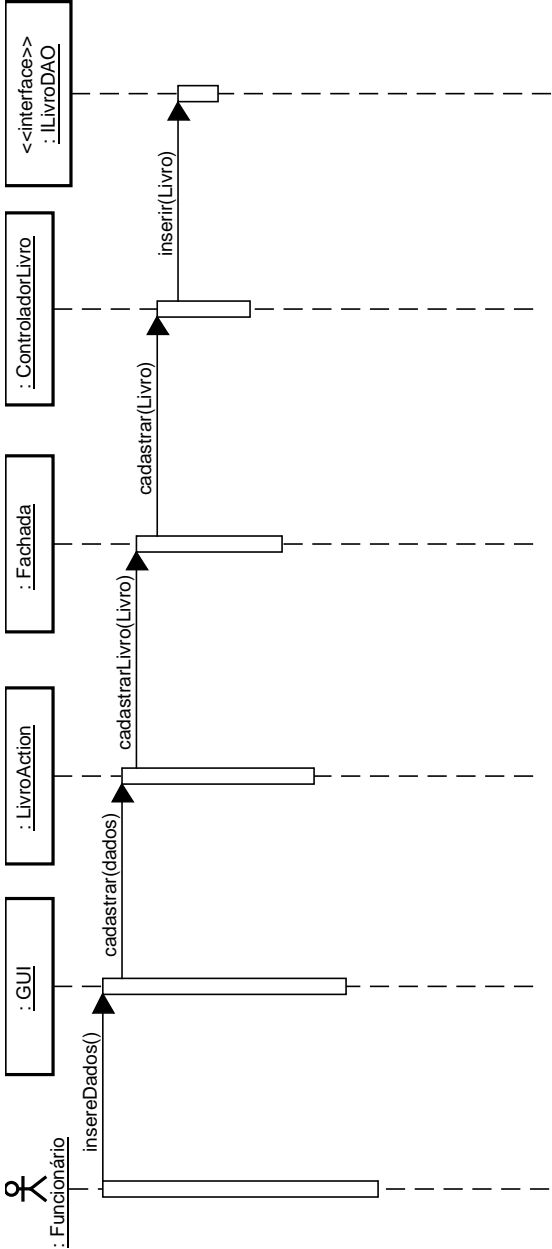 : Funcionário
: GUI
: LivroAction
: Fachada
: ControladorLivro
<<interface>>
: ILivroDAO
insereDados()
cadastrar(dados)
cadastrarLivro(Livro)
cadastrar(Livro)
inserir(Livro)